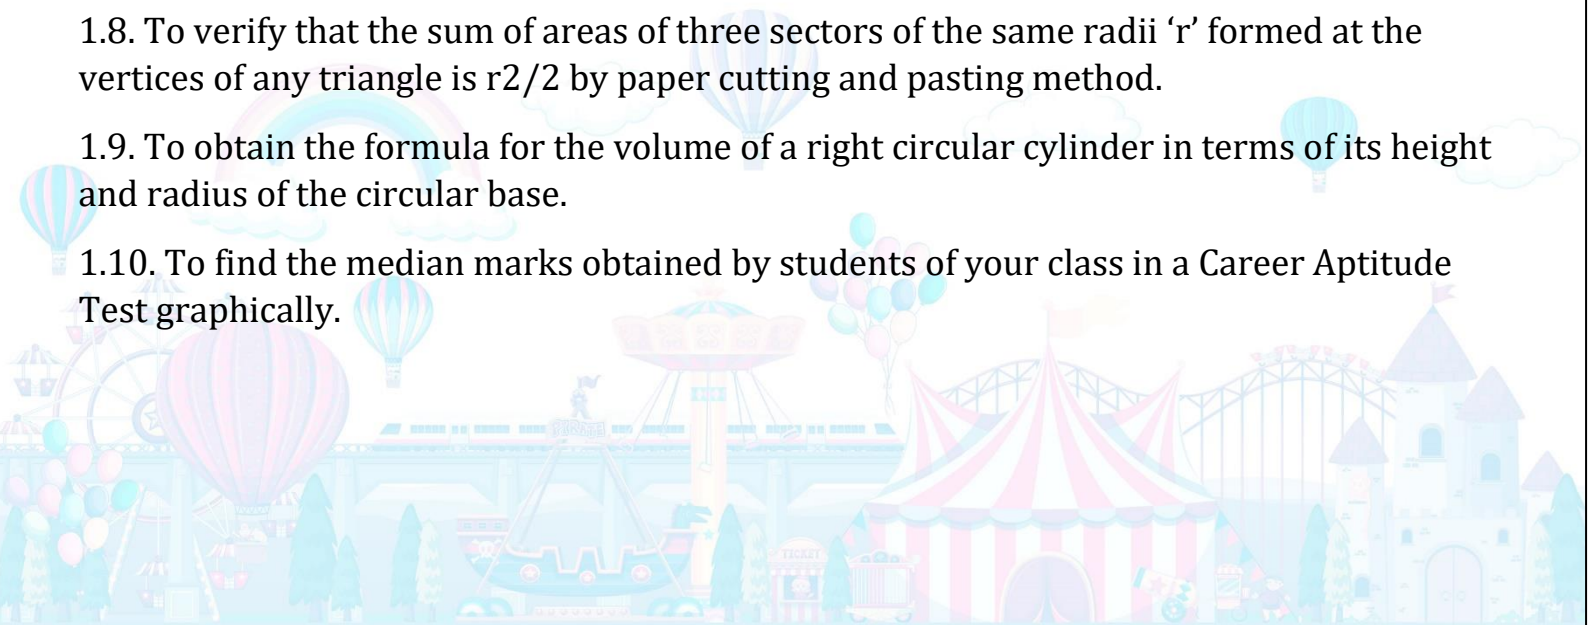 1.8. To verify that the sum of areas of three sectors of the same radii ‘r’ formed at the
vertices of any triangle is r2/2 by paper cutting and pasting method.
1.9. To obtain the formula for the volume of a right circular cylinder in terms of its height
and radius of the circular base.
1.10. To find the median marks obtained by students of your class in a Career Aptitude
Test graphically.
PIRATE
TICKET